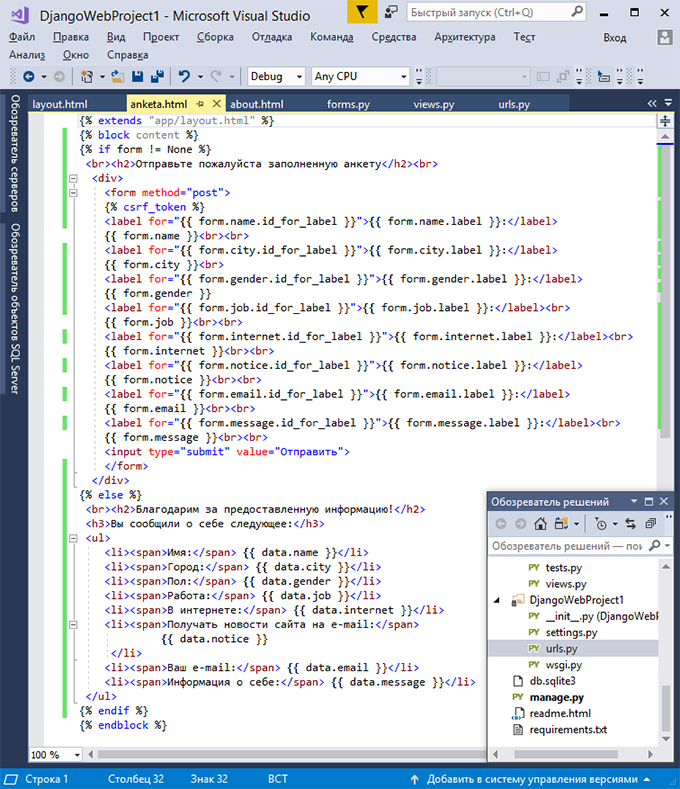 DjangoWebProject1 - Microsoft Visual Studio
Быстрый запуск (Ctrl+Q)
Файл Правка Вид Проект Сборка Отладка Команда Средства Архитектура Тест Вход
Анализ Окно Справка
Debug Any CPU
layout.html anketa.html about.html forms.py views.py urls.py
Обозреватель серверов
Обозреватель объектов SQL Server
{% extends "app/layout.html" %}
{% block content %}
{% if form != None %}
<br><h2>Отправьте пожалуйста заполненную анкету</h2><br>
<div>
<form method="post">
{% csrf_token %}
<label for="{{ form.name.id_for_label }}">{{ form.name.label }}:</label>
{{ form.name }}<br><br>
<label for="{{ form.city.id_for_label }}">{{ form.city.label }}:</label>
{{ form.city }}<br>
<label for="{{ form.gender.id_for_label }}">{{ form.gender.label }}:</label>
{{ form.gender }}
<label for="{{ form.job.id_for_label }}">{{ form.job.label }}:</label><br>
{{ form.job }}<br><br>
<label for="{{ form.internet.id_for_label }}">{{ form.internet.label }}:</label><br>
{{ form.internet }}<br><br>
<label for="{{ form.notice.id_for_label }}">{{ form.notice.label }}:</label>
{{ form.notice }}<br><br>
<label for="{{ form.email.id_for_label }}">{{ form.email.label }}:</label>
{{ form.email }}<br><br>
<label for="{{ form.message.id_for_label }}">{{ form.message.label }}:</label><br>
{{ form.message }}<br><br>
<input type="submit" value="Отправить">
</form>
</div>
{% else %}
<br><h2>Благодарим за предоставленную информацию!</h2>
<h3>Вы сообщили о себе следующее:</h3>
<ul>
<li><span>Имя:</span> {{ data.name }}</li>
<li><span>Город:</span> {{ data.city }}</li>
<li><span>Пол:</span> {{ data.gender }}</li>
<li><span>Работа:</span> {{ data.job }}</li>
<li><span>В интернете:</span> {{ data.internet }}</li>
<li><span>Получать новости сайта на e-mail:</span>
{{ data.notice }}
</li>
<li><span>Ваш e-mail:</span> {{ data.email }}</li>
<li><span>Информация о себе:</span> {{ data.message }}</li>
</ul>
{% endif %}
{% endblock %}
Обозреватель решений
Обозреватель решений — пои
PY tests.py
PY views.py
DjangoWebProject1
PY __init__.py (DjangoWebF
PY settings.py
PY urls.py
PY wsgi.py
db.sqlite3
PY manage.py
readme.html
requirements.txt
100 %
Строка 1 Столбец 32 Знак 32 ВСТ Добавить в систему управления версиями